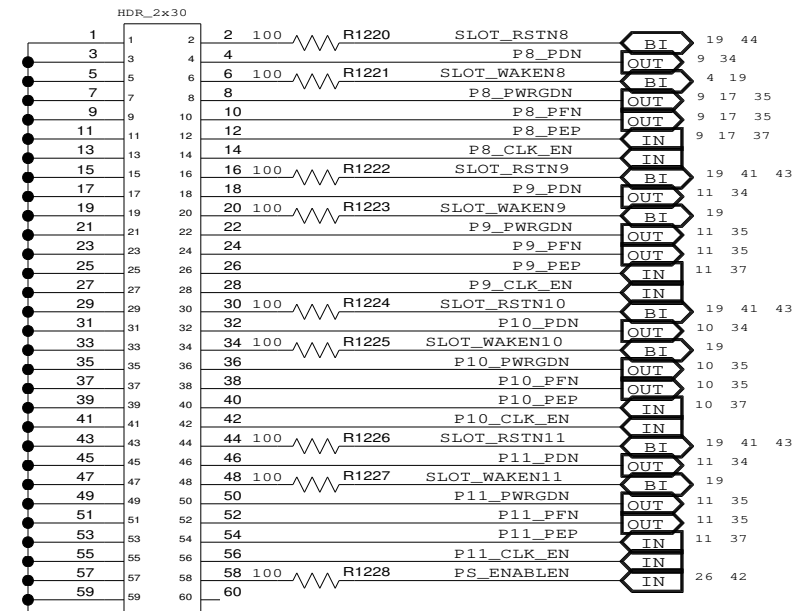 HDR_2x30
1 1 2 2 100 R1220 SLOT_RSTN8 BI 19 44
3 3 4 4 P8_PDN OUT 9 34
5 5 6 6 100 R1221 SLOT_WAKEN8 BI 4 19
7 7 8 8 P8_PWRGDN OUT 9 17 35
9 9 10 10 P8_PFN OUT 9 17 35
11 11 12 12 P8_PEP IN 9 17 37
13 13 14 14 P8_CLK_EN IN
15 15 16 16 100 R1222 SLOT_RSTN9 BI 19 41 43
17 17 18 18 P9_PDN OUT 11 34
19 19 20 20 100 R1223 SLOT_WAKEN9 BI 19
21 21 22 22 P9_PWRGDN OUT 11 35
23 23 24 24 P9_PFN OUT 11 35
25 25 26 26 P9_PEP IN 11 37
27 27 28 28 P9_CLK_EN IN
29 29 30 30 100 R1224 SLOT_RSTN10 BI 19 41 43
31 31 32 32 P10_PDN OUT 10 34
33 33 34 34 100 R1225 SLOT_WAKEN10 BI 19
35 35 36 36 P10_PWRGDN OUT 10 35
37 37 38 38 P10_PFN OUT 10 35
39 39 40 40 P10_PEP IN 10 37
41 41 42 42 P10_CLK_EN IN
43 43 44 44 100 R1226 SLOT_RSTN11 BI 19 41 43
45 45 46 46 P11_PDN OUT 11 34
47 47 48 48 100 R1227 SLOT_WAKEN11 BI 19
49 49 50 50 P11_PWRGDN OUT 11 35
51 51 52 52 P11_PFN OUT 11 35
53 53 54 54 P11_PEP IN 11 37
55 55 56 56 P11_CLK_EN IN
57 57 58 58 100 R1228 PS_ENABLEN IN 26 42
59 59 60 60